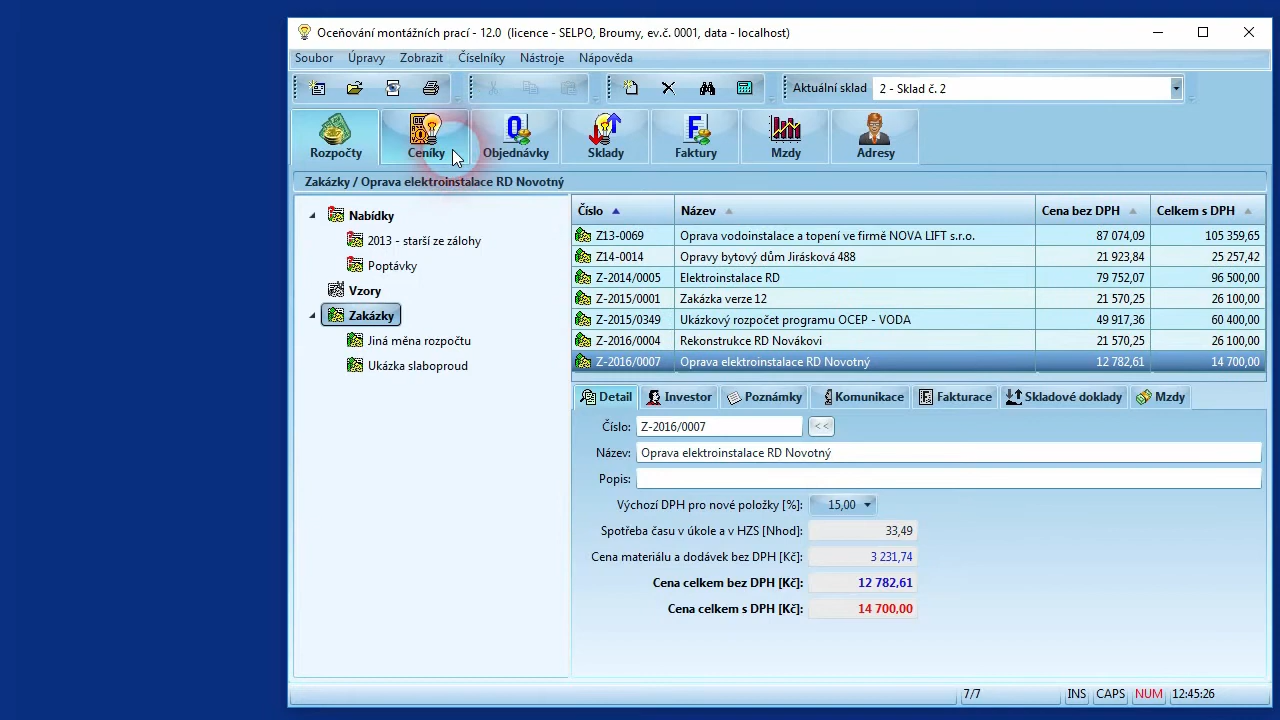 Oceňování montážních prací - 12.0 (licence - SELPO, Broumy, ev.č. 0001, data - localhost)
Soubor Úpravy Zobrazit Číselníky Nástroje Nápověda
Aktuální sklad 2 - Sklad č. 2
Rozpočty Ceníky Objednávky Sklady Faktury Mzdy Adresy
Zakázky / Oprava elektroinstalace RD Novotný
Nabídky
2013 - starší ze zálohy
Poptávky
Vzory
Zakázky
Jiná měna rozpočtu
Ukázka slaboproud
Číslo Název Cena bez DPH Celkem s DPH
Z13-0069 Oprava vodoinstalace a topení ve firmě NOVA LIFT s.r.o. 87 074,09 105 359,65
Z14-0014 Opravy bytový dům Jirásková 488 21 923,84 25 257,42
Z-2014/0005 Elektroinstalace RD 79 752,07 96 500,00
Z-2015/0001 Zakázka verze 12 21 570,25 26 100,00
Z-2015/0349 Ukázkový rozpočet programu OCEP - VODA 49 917,36 60 400,00
Z-2016/0004 Rekonstrukce RD Novákovi 21 570,25 26 100,00
Z-2016/0007 Oprava elektroinstalace RD Novotný 12 782,61 14 700,00
Detail Investor Poznámky Komunikace Fakturace Skladové doklady Mzdy
Číslo: Z-2016/0007 <<
Název: Oprava elektroinstalace RD Novotný
Popis:
Výchozí DPH pro nové položky [%]: 15,00
Spotřeba času v úkole a v HZS [Nhod]: 33,49
Cena materiálu a dodávek bez DPH [Kč]: 3 231,74
Cena celkem bez DPH [Kč]: 12 782,61
Cena celkem s DPH [Kč]: 14 700,00
7/7 INS CAPS NUM 12:45:26